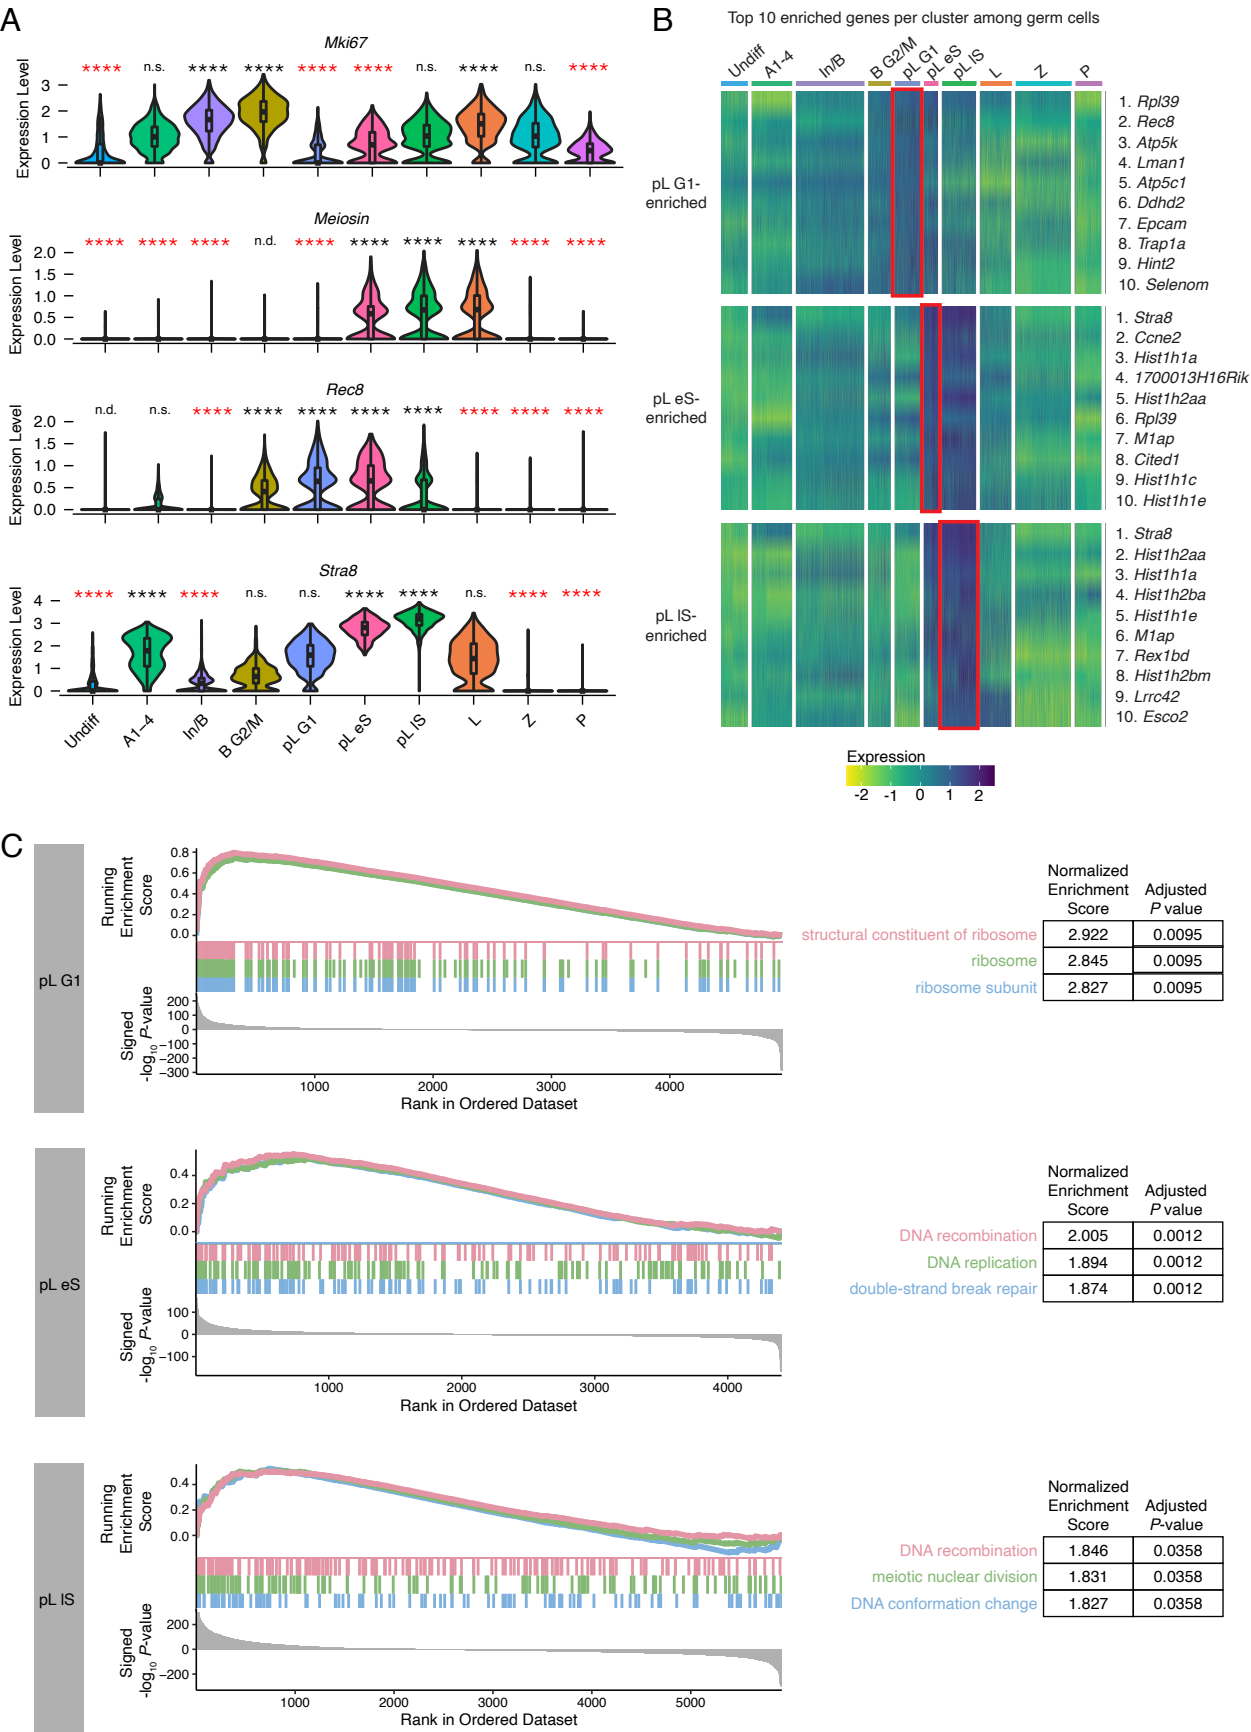 A
Mki67
Expression Level
3
2
1
0
**** n.s. **** **** **** **** n.s. **** n.s. ****
Meiosin
Expression Level
2.0
1.5
1.0
0.5
0.0
**** **** **** n.d. **** **** **** **** **** ****
Rec8
Expression Level
2.0
1.5
1.0
0.5
0.0
n.d. n.s. **** **** **** **** **** **** **** ****
Stra8
Expression Level
4
3
2
1
0
**** **** **** n.s. n.s. **** **** n.s. **** ****
Undiff A1–4 In/B B G2/M pL G1 pL eS pL lS L Z P
B
Top 10 enriched genes per cluster among germ cells
Undiff A1-4 In/B B G2/M pL G1 pL eS pL lS L Z P
pL G1-
enriched
1. Rpl39
2. Rec8
3. Atp5k
4. Lman1
5. Atp5c1
6. Ddhd2
7. Epcam
8. Trap1a
9. Hint2
10. Selenom
pL eS-
enriched
1. Stra8
2. Ccne2
3. Hist1h1a
4. 1700013H16Rik
5. Hist1h2aa
6. Rpl39
7. M1ap
8. Cited1
9. Hist1h1c
10. Hist1h1e
pL lS-
enriched
1. Stra8
2. Hist1h2aa
3. Hist1h1a
4. Hist1h2ba
5. Hist1h1e
6. M1ap
7. Rex1bd
8. Hist1h2bm
9. Lrrc42
10. Esco2
Expression
-2 -1 0 1 2
C
pL G1
Running
Enrichment
Score
0.8
0.6
0.4
0.2
0.0
Signed
-log10 P-value
200
100
0
−100
−200
−300
1000 2000 3000 4000
Rank in Ordered Dataset
Normalized
Enrichment
Score
Adjusted
P value
structural constituent of ribosome 2.922 0.0095
ribosome 2.845 0.0095
ribosome subunit 2.827 0.0095
pL eS
Running
Enrichment
Score
0.4
0.2
0.0
Signed
-log10 P-value
100
0
−100
1000 2000 3000 4000
Rank in Ordered Dataset
Normalized
Enrichment
Score
Adjusted
P value
DNA recombination 2.005 0.0012
DNA replication 1.894 0.0012
double-strand break repair 1.874 0.0012
pL lS
Running
Enrichment
Score
0.4
0.2
0.0
Signed
-log10 P-value
200
0
−200
1000 2000 3000 4000 5000
Rank in Ordered Dataset
Normalized
Enrichment
Score
Adjusted
P-value
DNA recombination 1.846 0.0358
meiotic nuclear division 1.831 0.0358
DNA conformation change 1.827 0.0358